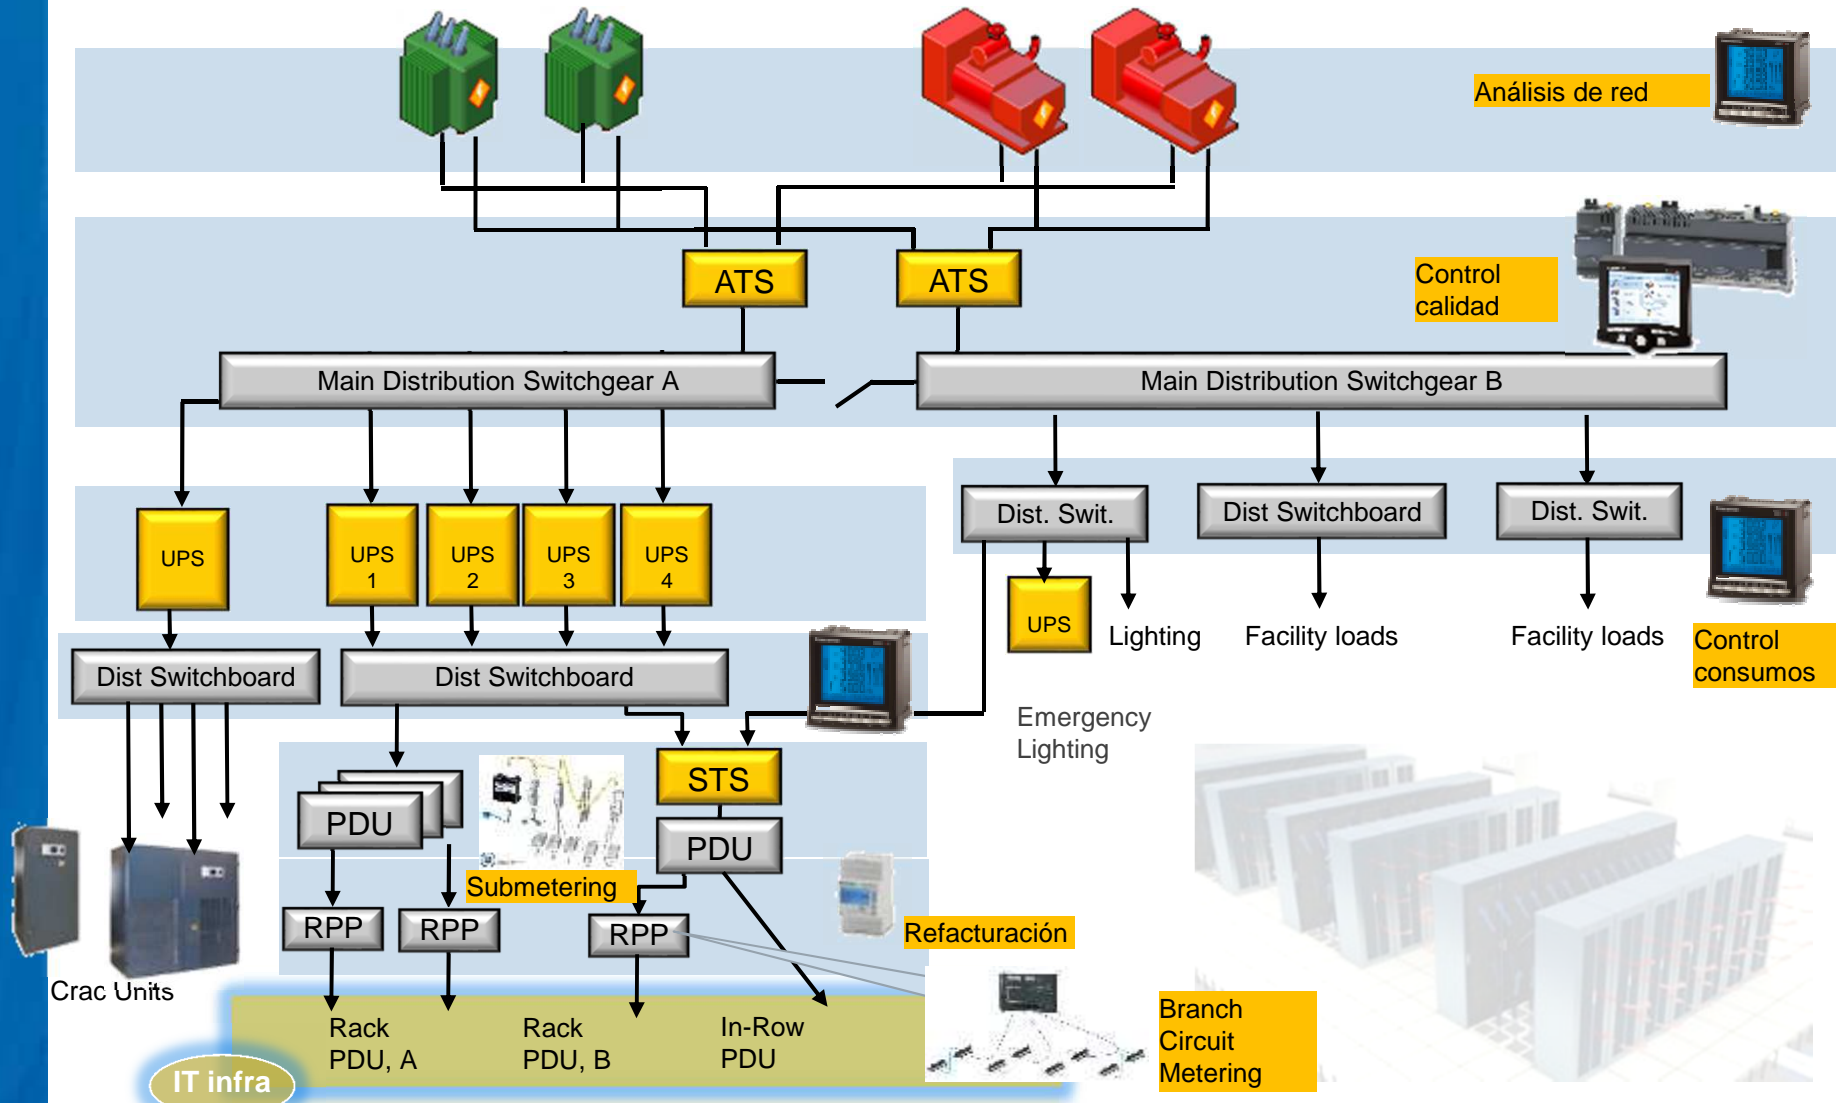 Análisis de red
ATS
ATS
Control
calidad
Main Distribution Switchgear A
Main Distribution Switchgear B
UPS
UPS
1
UPS
2
UPS
3
UPS
4
Dist. Swit.
Dist Switchboard
Dist. Swit.
UPS
Lighting
Facility loads
Facility loads
Control
consumos
Dist Switchboard
Dist Switchboard
Emergency
Lighting
STS
PDU
PDU
Submetering
RPP
RPP
RPP
Refacturación
Crac Units
Rack
PDU, A
Rack
PDU, B
In-Row
PDU
Branch
Circuit
Metering
IT infra